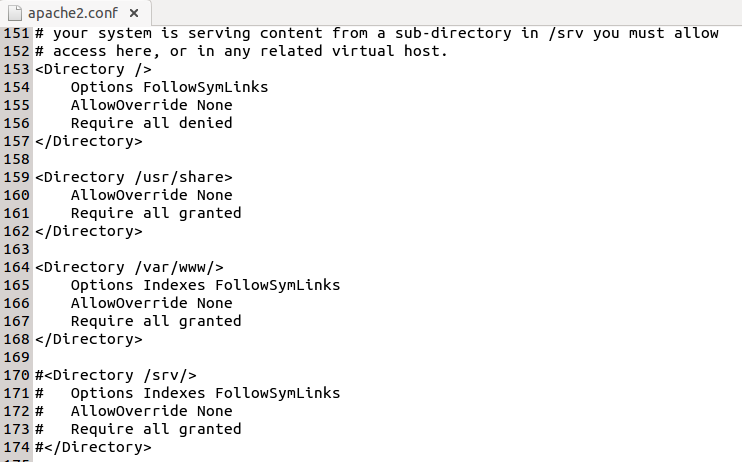 apache2.conf ×
151 # your system is serving content from a sub-directory in /srv you must allow
152 # access here, or in any related virtual host.
153 <Directory />
154     Options FollowSymLinks
155     AllowOverride None
156     Require all denied
157 </Directory>
158
159 <Directory /usr/share>
160     AllowOverride None
161     Require all granted
162 </Directory>
163
164 <Directory /var/www/>
165     Options Indexes FollowSymLinks
166     AllowOverride None
167     Require all granted
168 </Directory>
169
170 #<Directory /srv/>
171 #   Options Indexes FollowSymLinks
172 #   AllowOverride None
173 #   Require all granted
174 #</Directory>